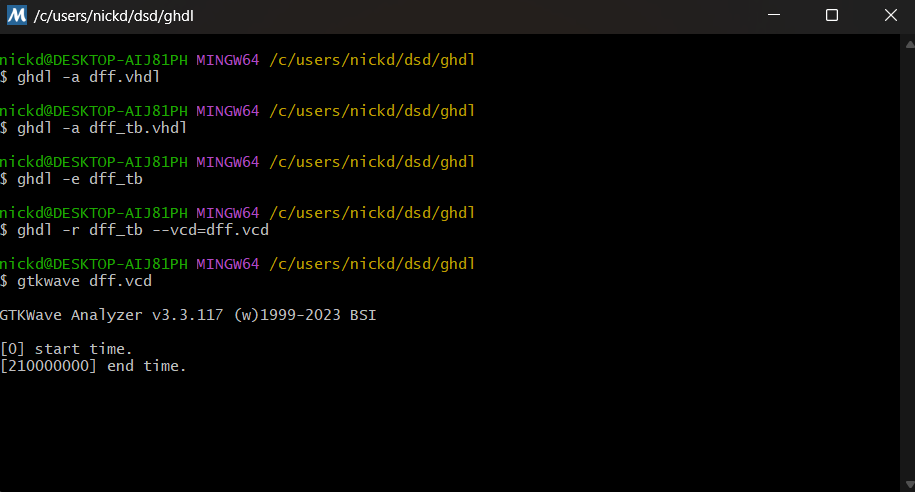 M /c/users/nickd/dsd/ghdl
nickd@DESKTOP-AIJ81PH MINGW64 /c/users/nickd/dsd/ghdl
$ ghdl -a dff.vhdl
nickd@DESKTOP-AIJ81PH MINGW64 /c/users/nickd/dsd/ghdl
$ ghdl -a dff_tb.vhdl
nickd@DESKTOP-AIJ81PH MINGW64 /c/users/nickd/dsd/ghdl
$ ghdl -e dff_tb
nickd@DESKTOP-AIJ81PH MINGW64 /c/users/nickd/dsd/ghdl
$ ghdl -r dff_tb --vcd=dff.vcd
nickd@DESKTOP-AIJ81PH MINGW64 /c/users/nickd/dsd/ghdl
$ gtkwave dff.vcd
GTKWave Analyzer v3.3.117 (w)1999-2023 BSI
[0] start time.
[210000000] end time.